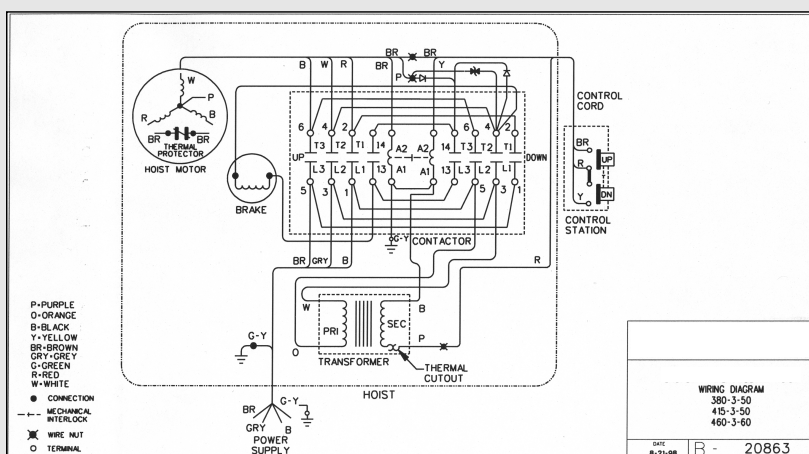 BR BR
B W R BR P Y
W
P
R B
BR BR
THERMAL
PROTECTOR
HOIST MOTOR
CONTROL
CORD
6 4 2 6 4 2
T3 T2 T1 14 A2 A2 14 T3 T2 T1
UP DOWN
L3 L2 L1 13 A1 A1 13 L3 L2 L1
5 3 1 5 3 1
BR
R
Y
UP
DN
CONTROL
STATION
BRAKE
G-Y CONTACTOR
BR GRY B
R
W B
PRI SEC
O P
TRANSFORMER
THERMAL
CUTOUT
G-Y
HOIST
BR G-Y
GRY B
POWER
SUPPLY
P=PURPLE
O=ORANGE
B=BLACK
Y=YELLOW
BR=BROWN
GRY=GREY
G=GREEN
R=RED
W=WHITE
CONNECTION
MECHANICAL
INTERLOCK
WIRE NUT
TERMINAL
WIRING DIAGRAM
380-3-50
415-3-50
460-3-60
DATE
8-21-98
B - 20863